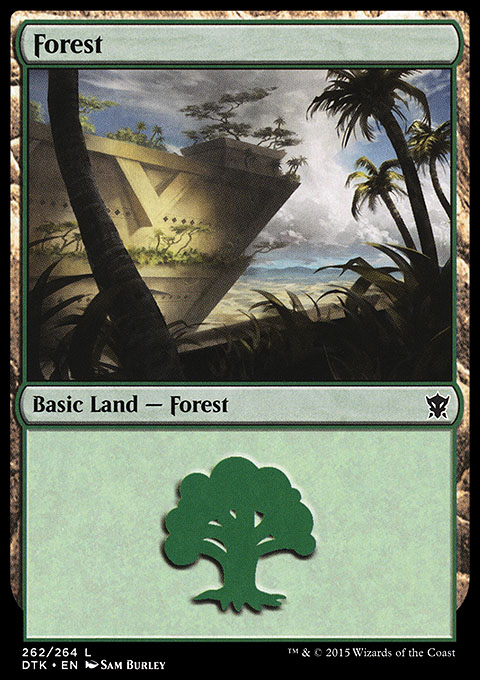 Forest
Basic Land — Forest
262/264 L
DTK • EN Sam Burley
™ & © 2015 Wizards of the Coast